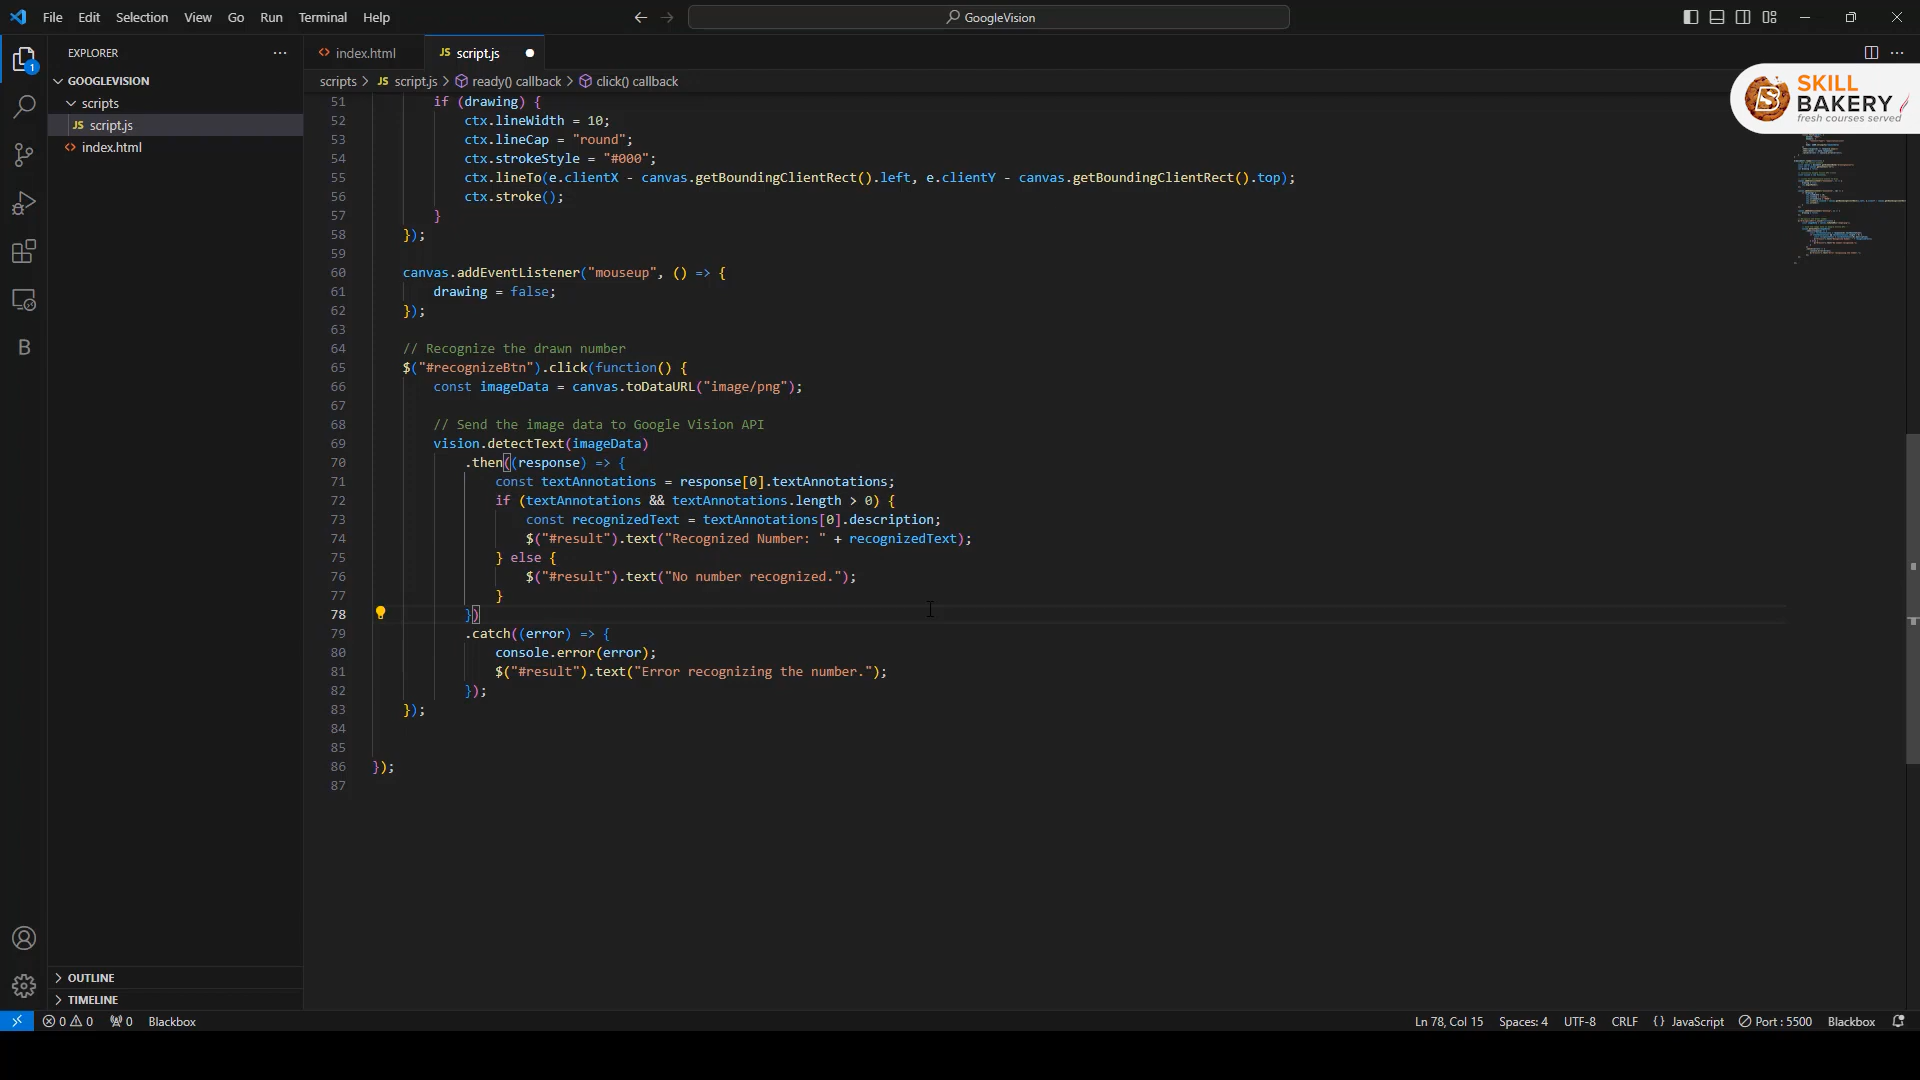 File Edit Selection View Go Run Terminal Help
GoogleVision
EXPLORER
index.html
JS script.js
GOOGLEVISION
scripts
JS script.js
index.html
scripts > JS script.js > ready() callback > click() callback
SKILL
BAKERY
fresh courses served
B
51 if (drawing) {
52 ctx.lineWidth = 10;
53 ctx.lineCap = "round";
54 ctx.strokeStyle = "#000";
55 ctx.lineTo(e.clientX - canvas.getBoundingClientRect().left, e.clientY - canvas.getBoundingClientRect().top);
56 ctx.stroke();
57 }
58 });
59
60 canvas.addEventListener("mouseup", () => {
61 drawing = false;
62 });
63
64 // Recognize the drawn number
65 $("#recognizeBtn").click(function() {
66 const imageData = canvas.toDataURL("image/png");
67
68 // Send the image data to Google Vision API
69 vision.detectText(imageData)
70 .then((response) => {
71 const textAnnotations = response[0].textAnnotations;
72 if (textAnnotations && textAnnotations.length > 0) {
73 const recognizedText = textAnnotations[0].description;
74 $("#result").text("Recognized Number: " + recognizedText);
75 } else {
76 $("#result").text("No number recognized.");
77 }
78 })
79 .catch((error) => {
80 console.error(error);
81 $("#result").text("Error recognizing the number.");
82 });
83 });
84
85
86 });
87
OUTLINE
TIMELINE
0 0 0 Blackbox
Ln 78, Col 15 Spaces: 4 UTF-8 CRLF {} JavaScript Port : 5500 Blackbox